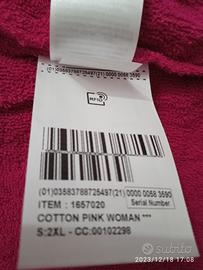 (01)03583788725497(21) 0000 0058 3590
RFID
(01)03583788725497(21) 0000 0058 3590
Serial Number
ITEM : 1657020
COTTON PINK WOMAN ***
S:2XL - CC:00102298
subito
2023/12/18 17:08